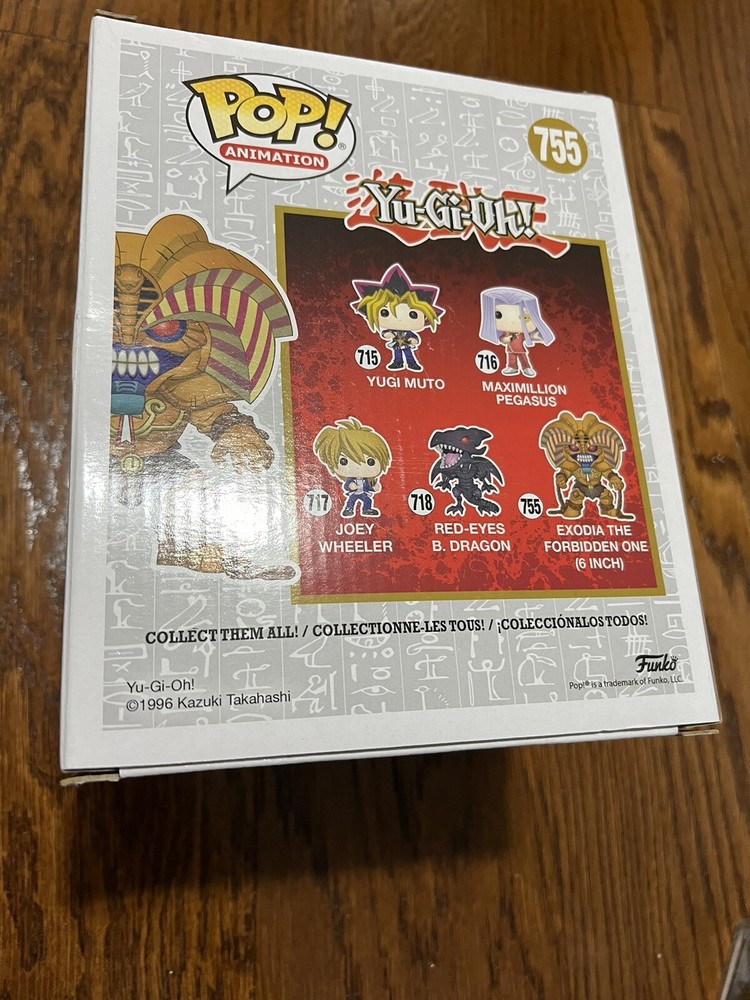 POP!
ANIMATION
755
Yu-Gi-Oh!
715
YUGI MUTO
716
MAXIMILLION
PEGASUS
717
JOEY
WHEELER
718
RED-EYES
B. DRAGON
755
EXODIA THE
FORBIDDEN ONE
(6 INCH)
COLLECT THEM ALL! / COLLECTIONNE-LES TOUS! / ¡COLECCIÓNALOS TODOS!
Yu-Gi-Oh!
©1996 Kazuki Takahashi
Funko
Pop!® is a trademark of Funko, LLC